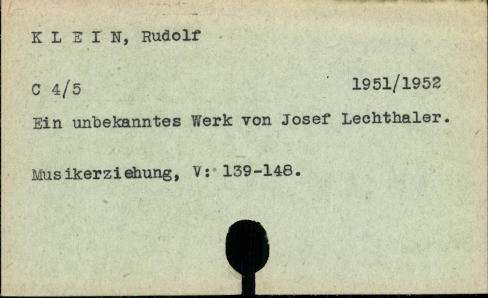 K L E I N, Rudolf
C 4/5 1951/1952
Ein unbekanntes Werk von Josef Lechthaler.
Musikerziehung, V: 139-148.